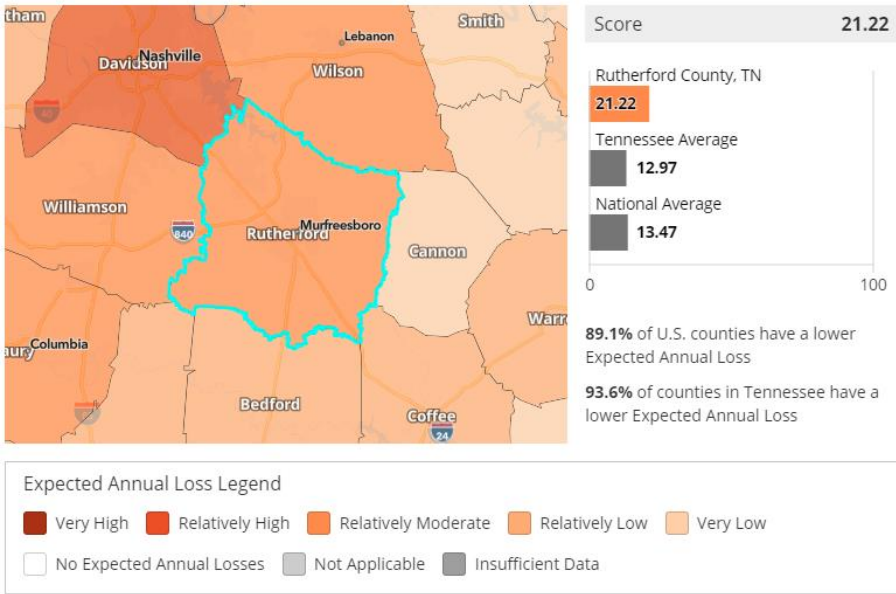 tham
Smith
Lebanon
Nashville
Davidson
Wilson
Williamson
840
Rutherford
Murfreesboro
Cannon
Warr
aury
Columbia
Bedford
Coffee
24
Score 21.22
Rutherford County, TN
21.22
Tennessee Average
12.97
National Average
13.47
0 100
89.1% of U.S. counties have a lower
Expected Annual Loss
93.6% of counties in Tennessee have a
lower Expected Annual Loss
Expected Annual Loss Legend
Very High Relatively High Relatively Moderate Relatively Low Very Low
No Expected Annual Losses Not Applicable Insufficient Data